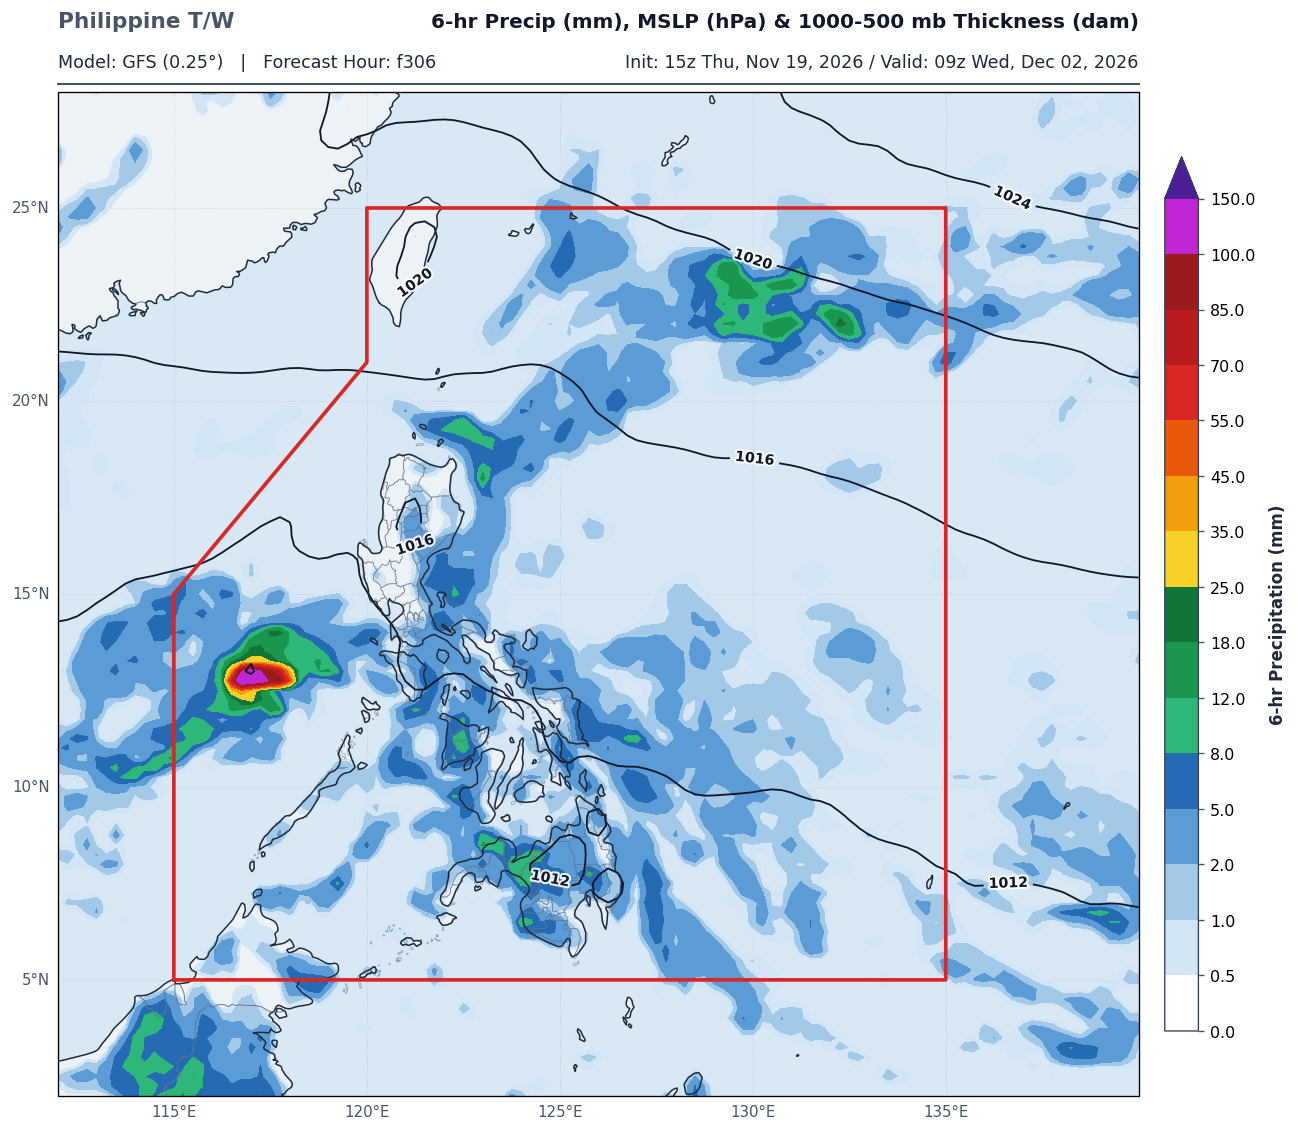 Philippine T/W
6-hr Precip (mm), MSLP (hPa) & 1000-500 mb Thickness (dam)
Model: GFS (0.25°) | Forecast Hour: f306
Init: 15z Thu, Nov 19, 2026 / Valid: 09z Wed, Dec 02, 2026
1024
1020
1020
1016
1016
1012
1012
25°N
20°N
15°N
10°N
5°N
115°E
120°E
125°E
130°E
135°E
150.0
100.0
85.0
70.0
55.0
45.0
35.0
25.0
18.0
12.0
8.0
5.0
2.0
1.0
0.5
0.0
6-hr Precipitation (mm)